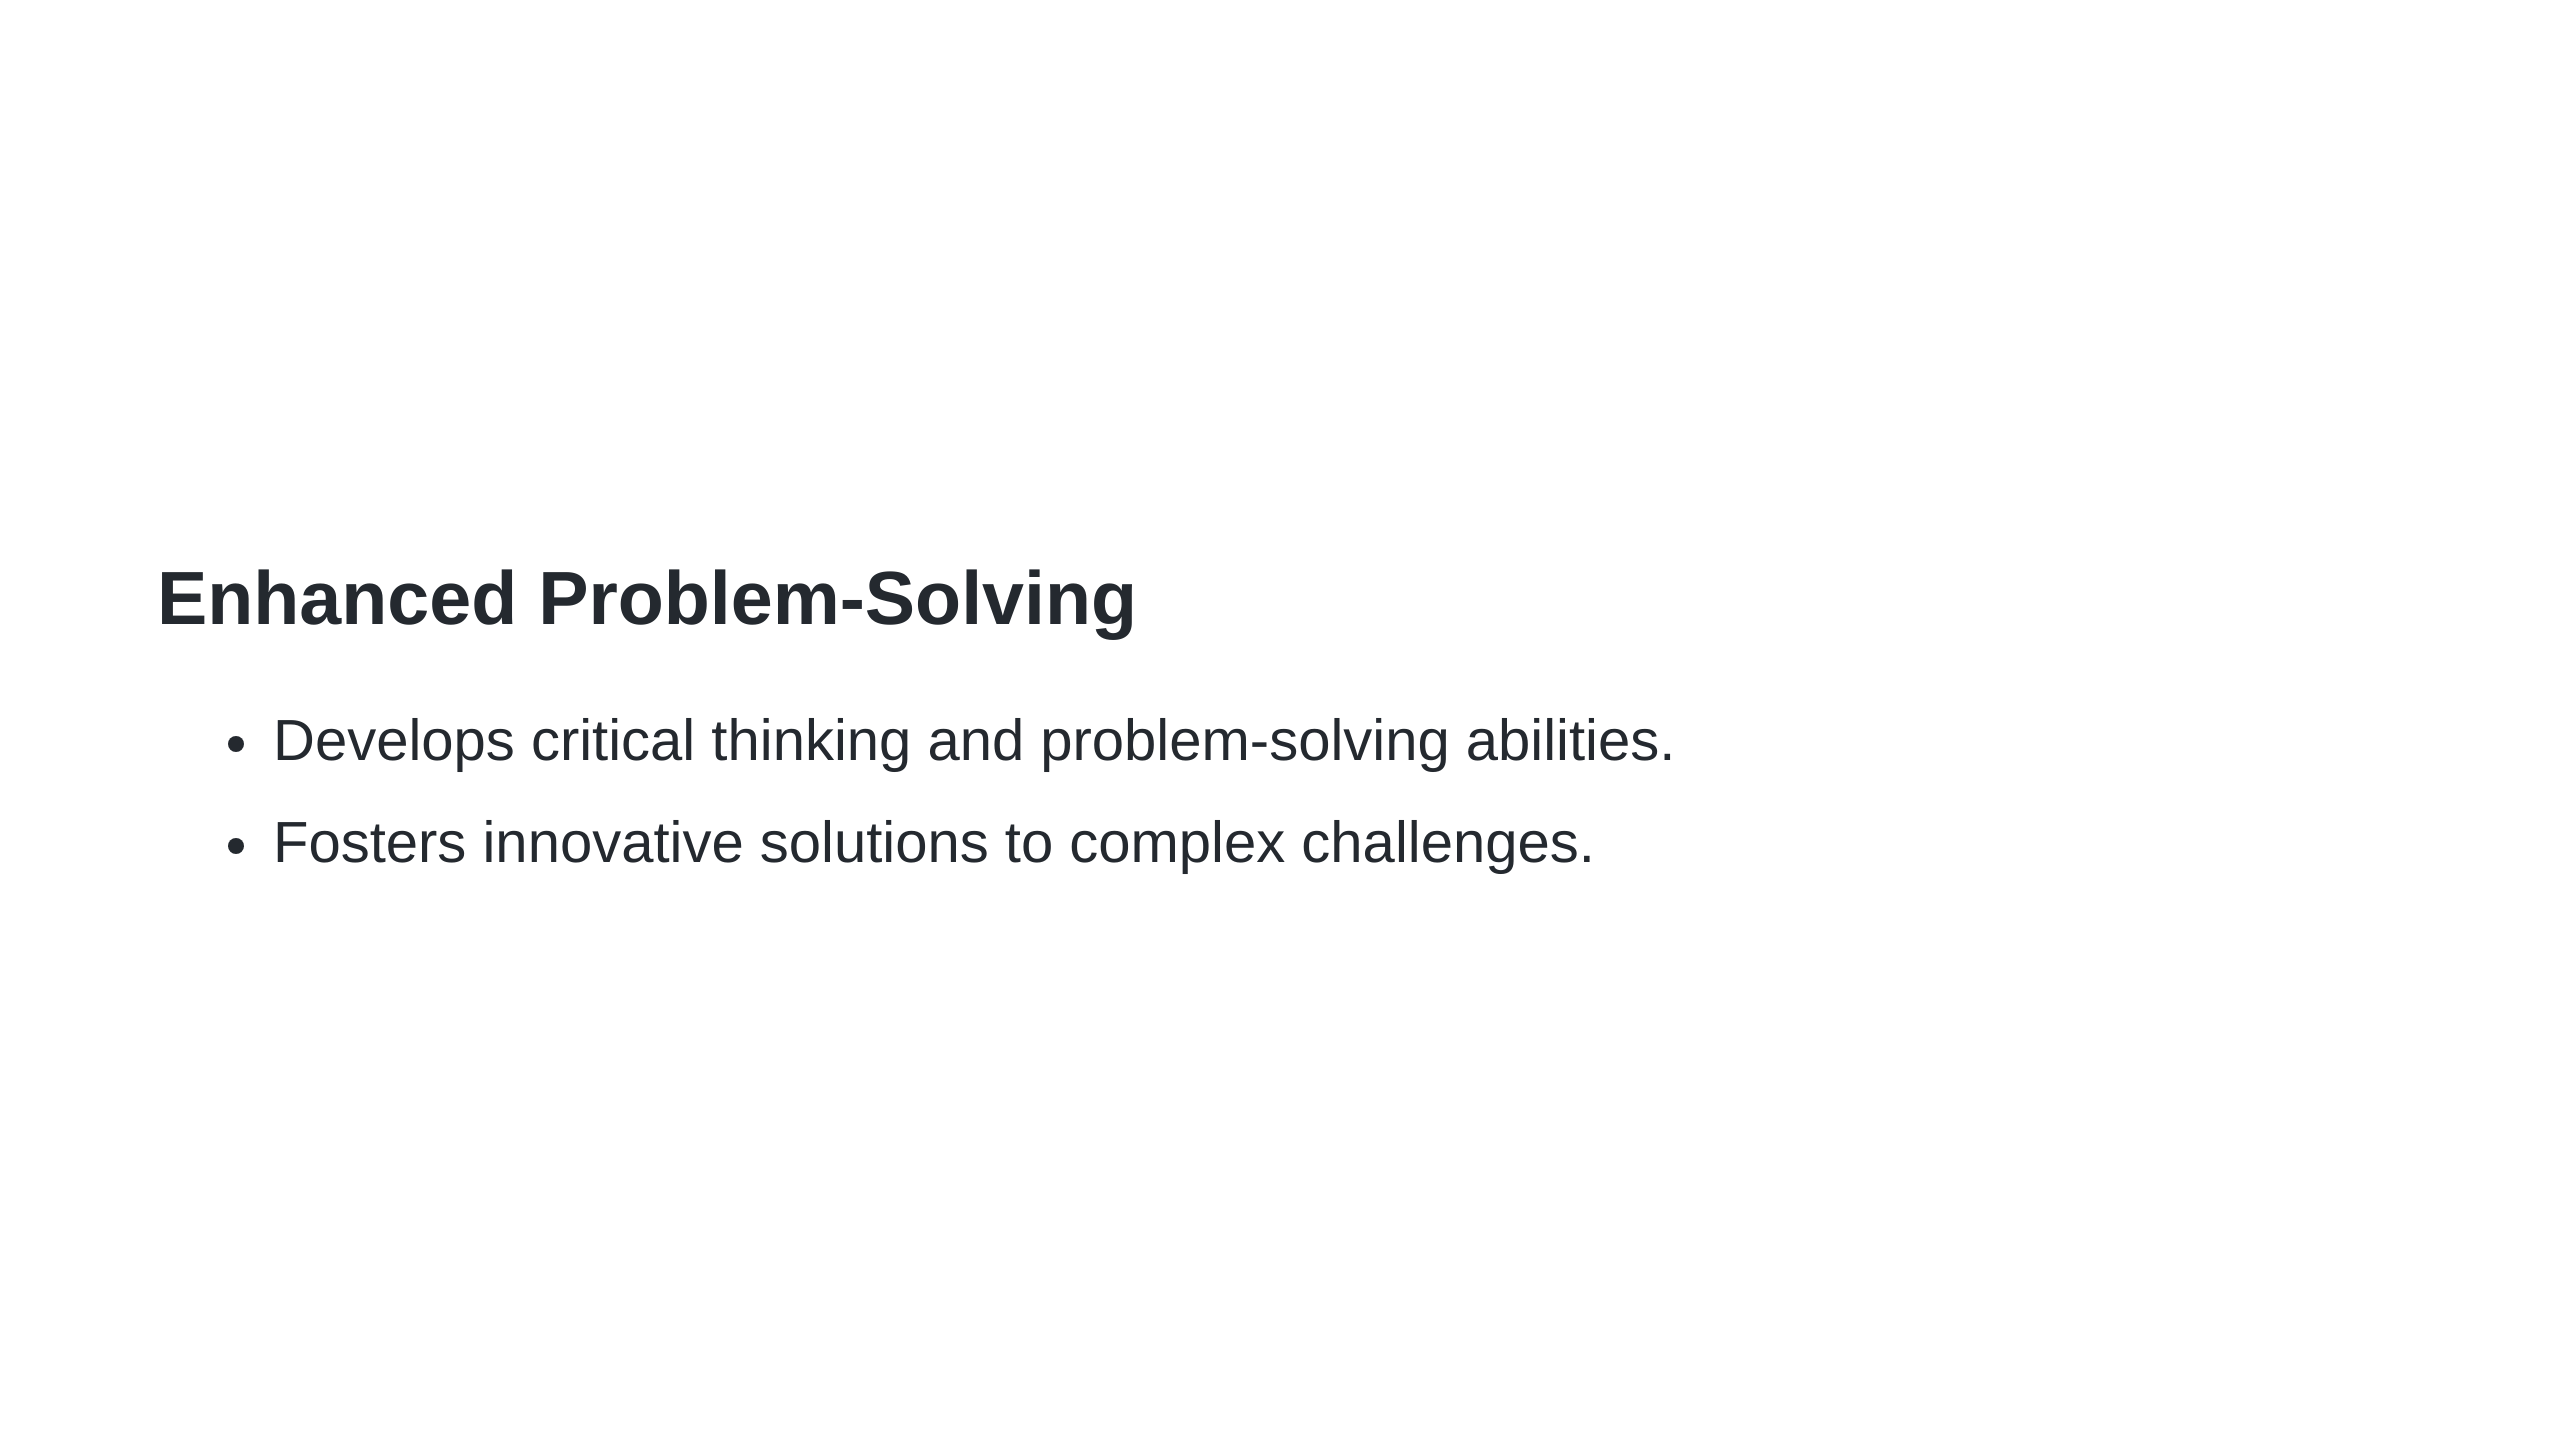 Enhanced Problem-Solving
• Develops critical thinking and problem-solving abilities.
• Fosters innovative solutions to complex challenges.